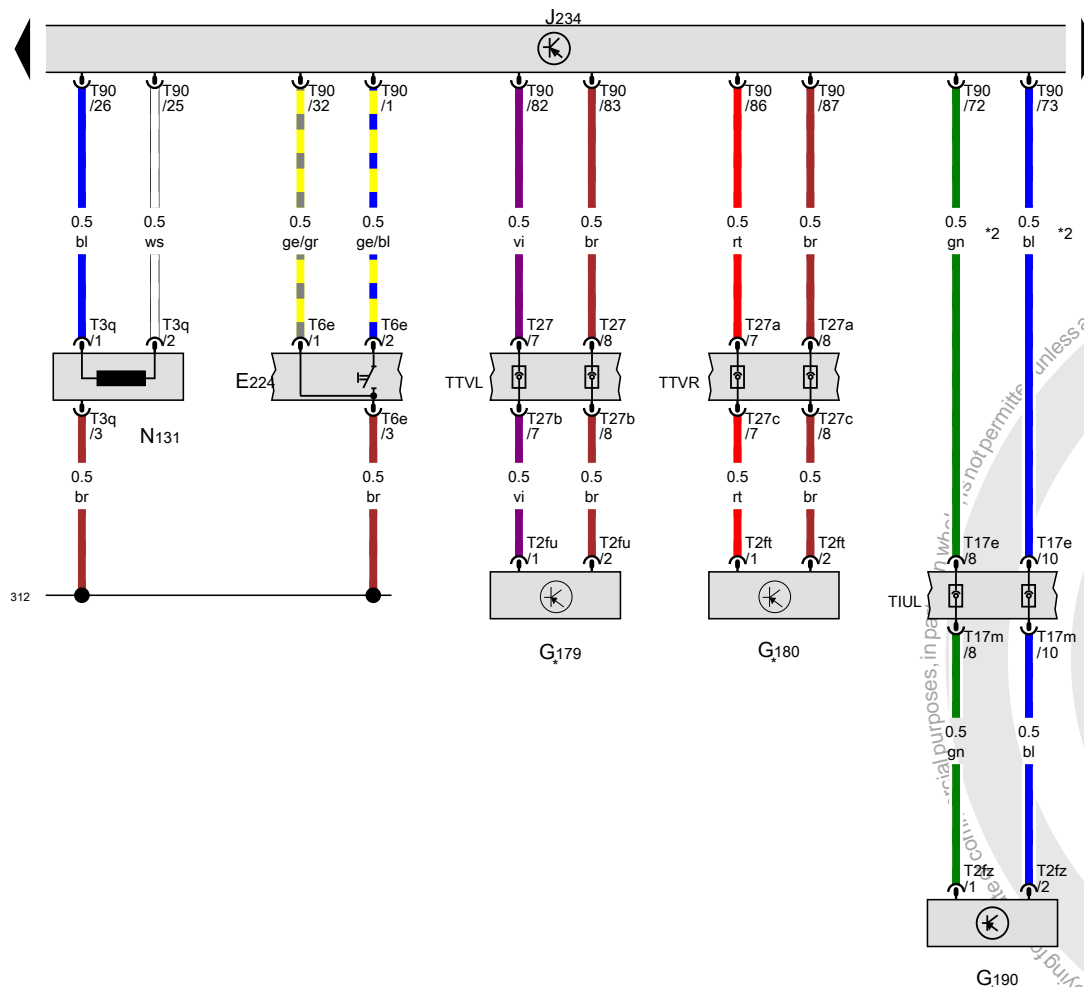 J234
T90 /26
T90 /25
T90 /32
T90 /1
T90 /82
T90 /83
T90 /86
T90 /87
T90 /72
T90 /73
0.5 bl
0.5 ws
0.5 ge/gr
0.5 ge/bl
0.5 vi
0.5 br
0.5 rt
0.5 br
0.5 gn *2
0.5 bl *2
T3q /1
T3q /2
T6e /1
T6e /2
T27 /7
T27 /8
T27a /7
T27a /8
E224
TTVL
TTVR
T3q /3
N131
T6e /3
T27b /7
T27b /8
T27c /7
T27c /8
0.5 br
0.5 br
0.5 vi
0.5 br
0.5 rt
0.5 br
T2fu /1
T2fu /2
T2ft /1
T2ft /2
T17e /8
T17e /10
312
TIUL
T17m /8
T17m /10
G179
*
G180
*
0.5 gn
0.5 bl
T2fz /1
T2fz /2
G190
purposes, in
is not permitte
unless a